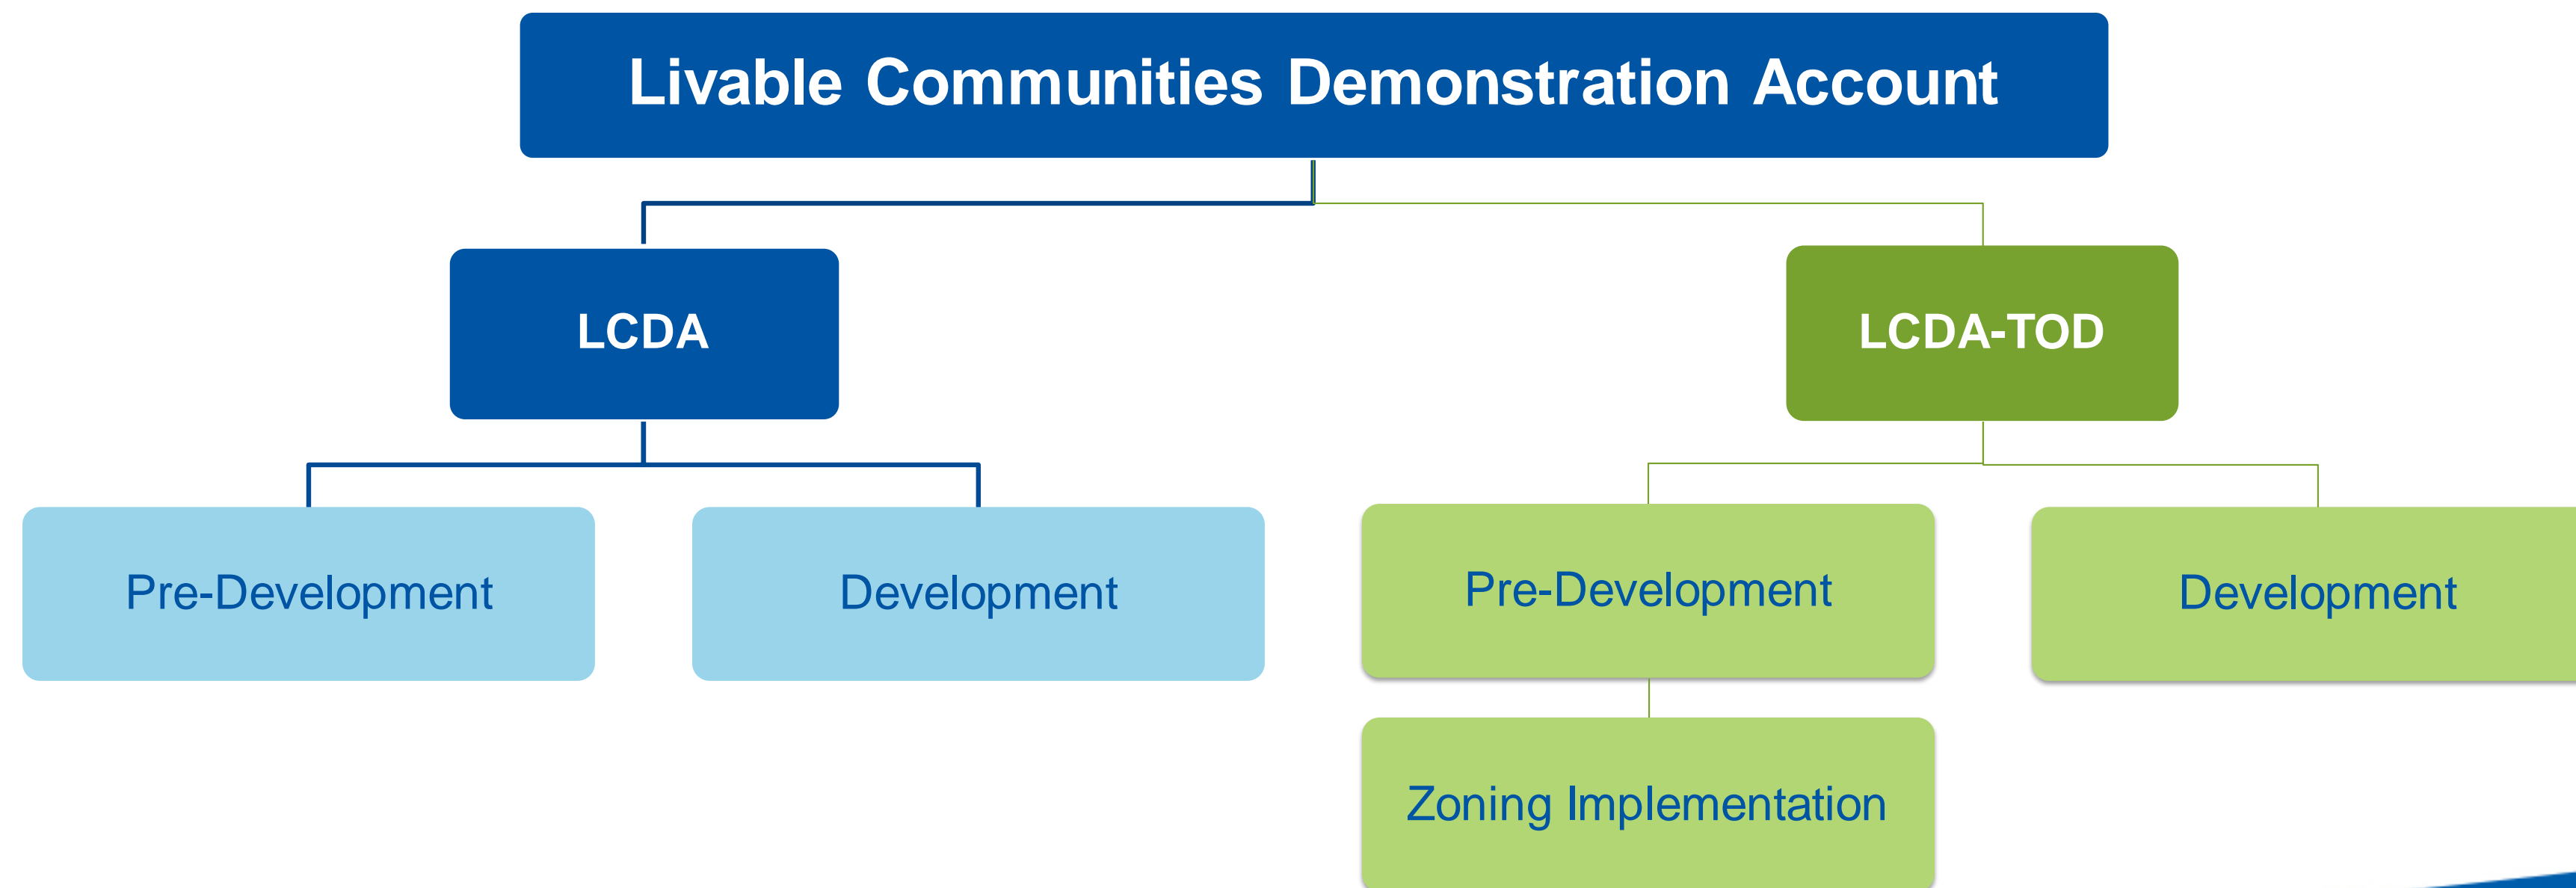 Livable Communities Demonstration Account
LCDA
LCDA-TOD
Pre-Development
Development
Pre-Development
Development
Zoning Implementation